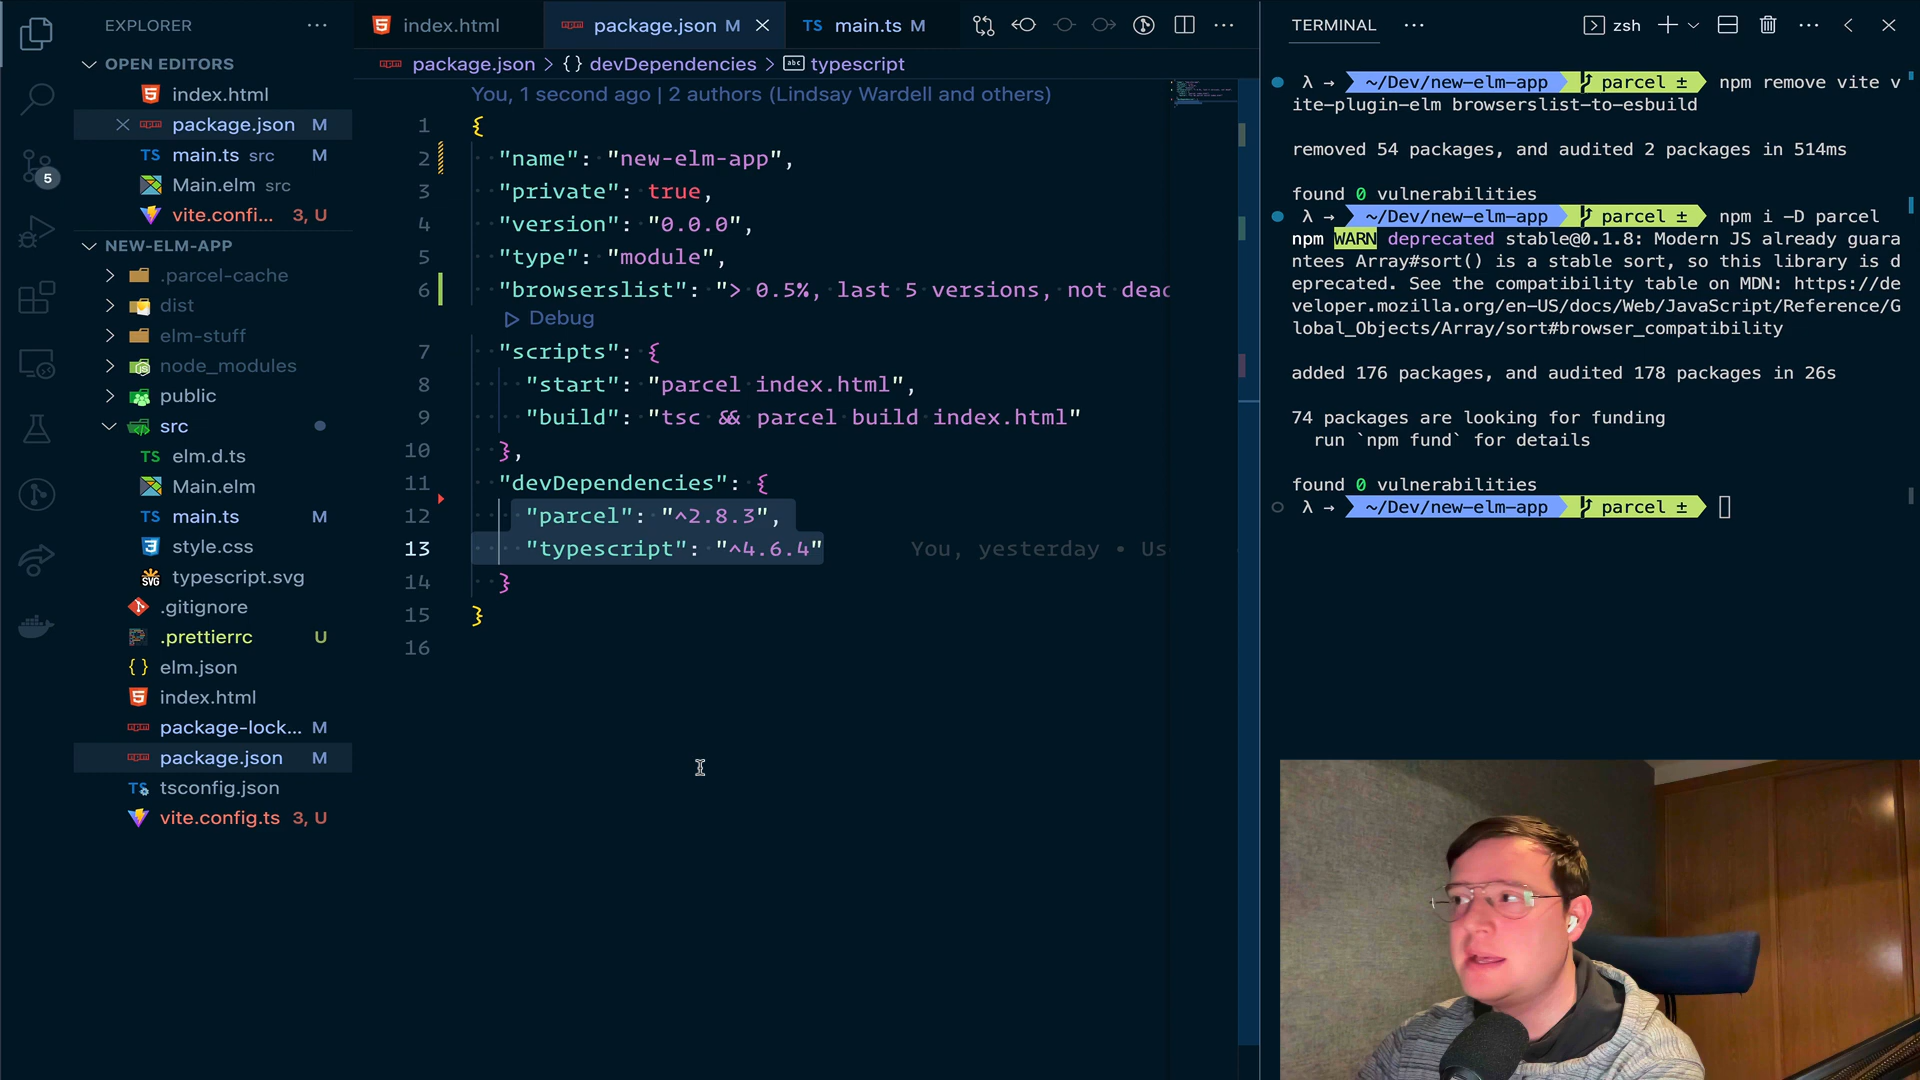 EXPLORER
OPEN EDITORS
index.html
package.json M
TS main.ts src M
Main.elm src
vite.confi... 3, U
5
NEW-ELM-APP
.parcel-cache
dist
elm-stuff
node_modules
public
src
TS elm.d.ts
Main.elm
TS main.ts M
style.css
typescript.svg
.gitignore
.prettierrc U
{ } elm.json
index.html
package-lock... M
package.json M
tsconfig.json
vite.config.ts 3, U
index.html
package.json M
TS main.ts M
package.json > {} devDependencies > abc typescript
You, 1 second ago | 2 authors (Lindsay Wardell and others)
1 {
2 "name": "new-elm-app",
3 "private": true,
4 "version": "0.0.0",
5 "type": "module",
6 "browserslist": "> 0.5%, last 5 versions, not dead
Debug
7 "scripts": {
8 "start": "parcel index.html",
9 "build": "tsc && parcel build index.html"
10 },
11 "devDependencies": {
12 "parcel": "^2.8.3",
13 "typescript": "^4.6.4" You, yesterday • Us
14 }
15 }
16
TERMINAL
zsh
λ → ~/Dev/new-elm-app parcel ± npm remove vite v
ite-plugin-elm browserslist-to-esbuild
removed 54 packages, and audited 2 packages in 514ms
found 0 vulnerabilities
λ → ~/Dev/new-elm-app parcel ± npm i -D parcel
npm WARN deprecated stable@0.1.8: Modern JS already guara
ntees Array#sort() is a stable sort, so this library is d
eprecated. See the compatibility table on MDN: https://de
veloper.mozilla.org/en-US/docs/Web/JavaScript/Reference/G
lobal_Objects/Array/sort#browser_compatibility
added 176 packages, and audited 178 packages in 26s
74 packages are looking for funding
run `npm fund` for details
found 0 vulnerabilities
λ → ~/Dev/new-elm-app parcel ±